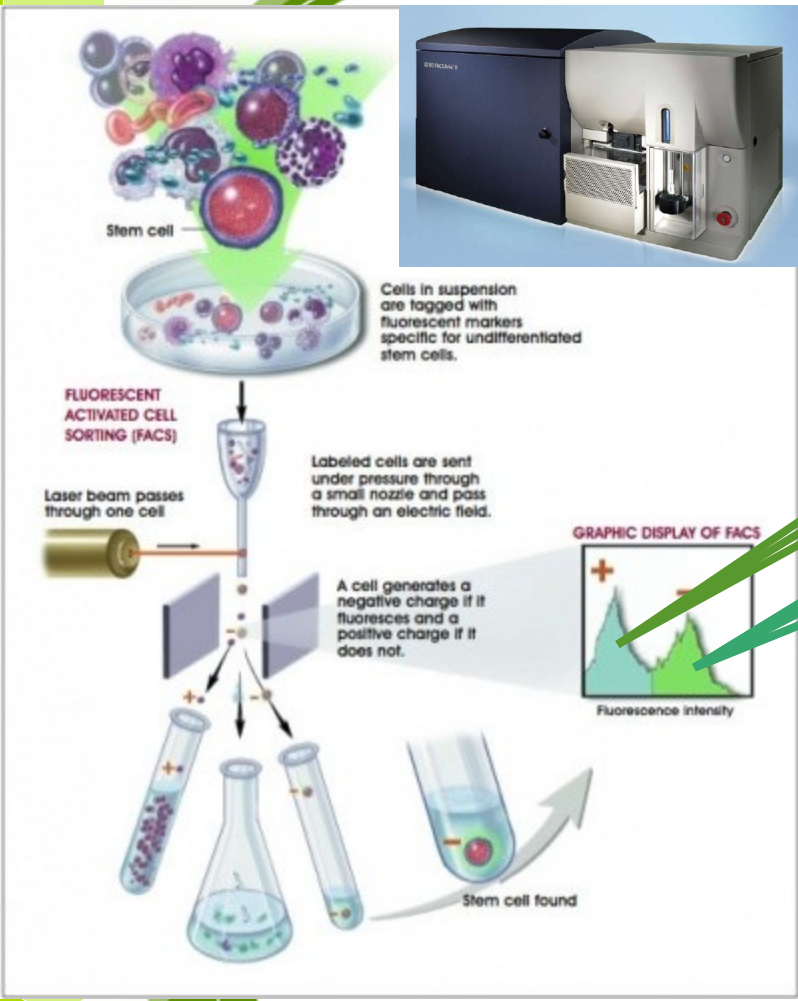 BD FACSAria II
Stem cell
Cells in suspension
are tagged with
fluorescent markers
specific for undifferentiated
stem cells.
FLUORESCENT
ACTIVATED CELL
SORTING (FACS)
Labeled cells are sent
under pressure through
a small nozzle and pass
through an electric field.
Laser beam passes
through one cell
GRAPHIC DISPLAY OF FACS
+
-
Fluorescence intensity
A cell generates a
negative charge if it
fluoresces and a
positive charge if it
does not.
-
+
-
+
-
-
-
Stem cell found